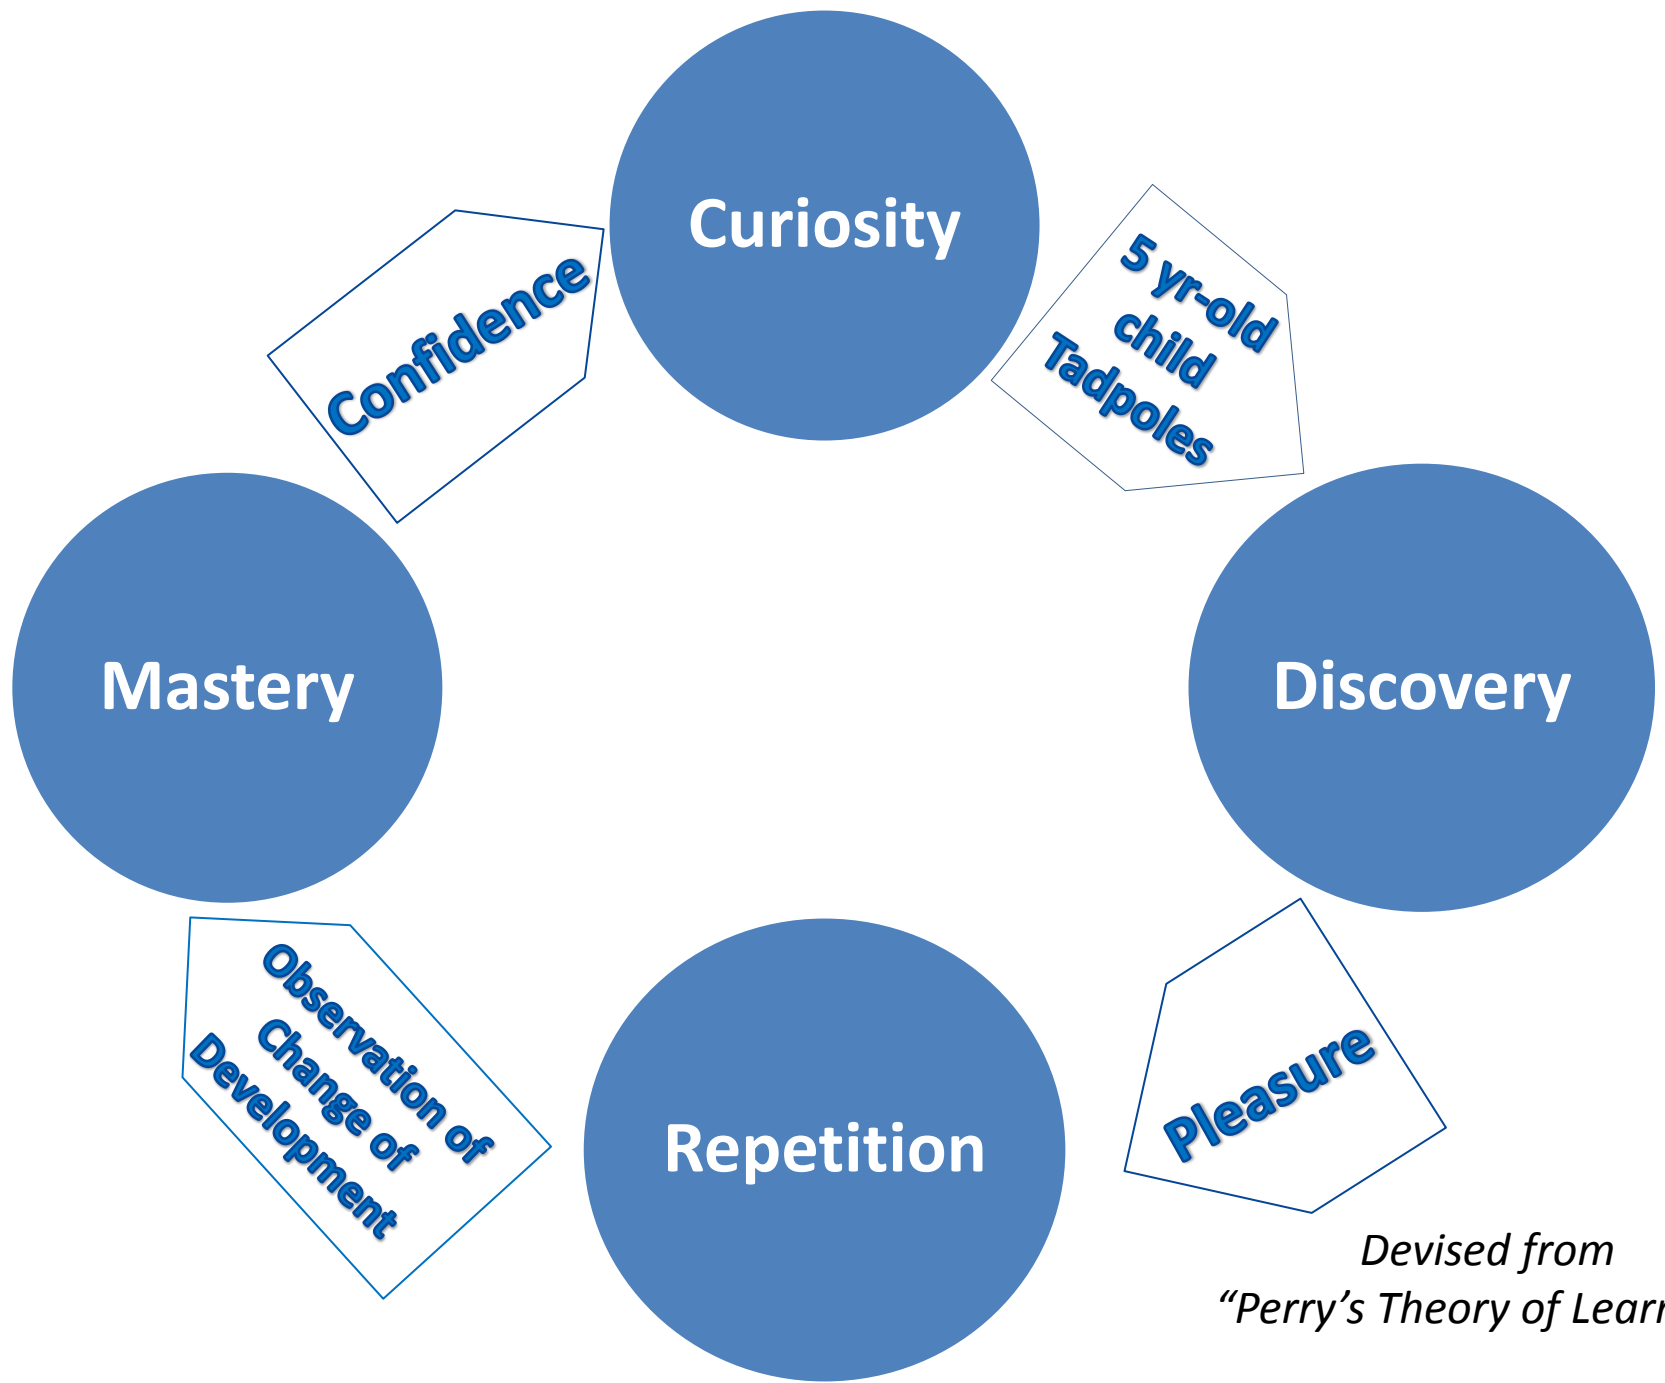 Curiosity
5 yr-old
child
Tadpoles
Discovery
Pleasure
Repetition
Observation of
Change of
Development
Mastery
Confidence
Devised from
“Perry’s Theory of